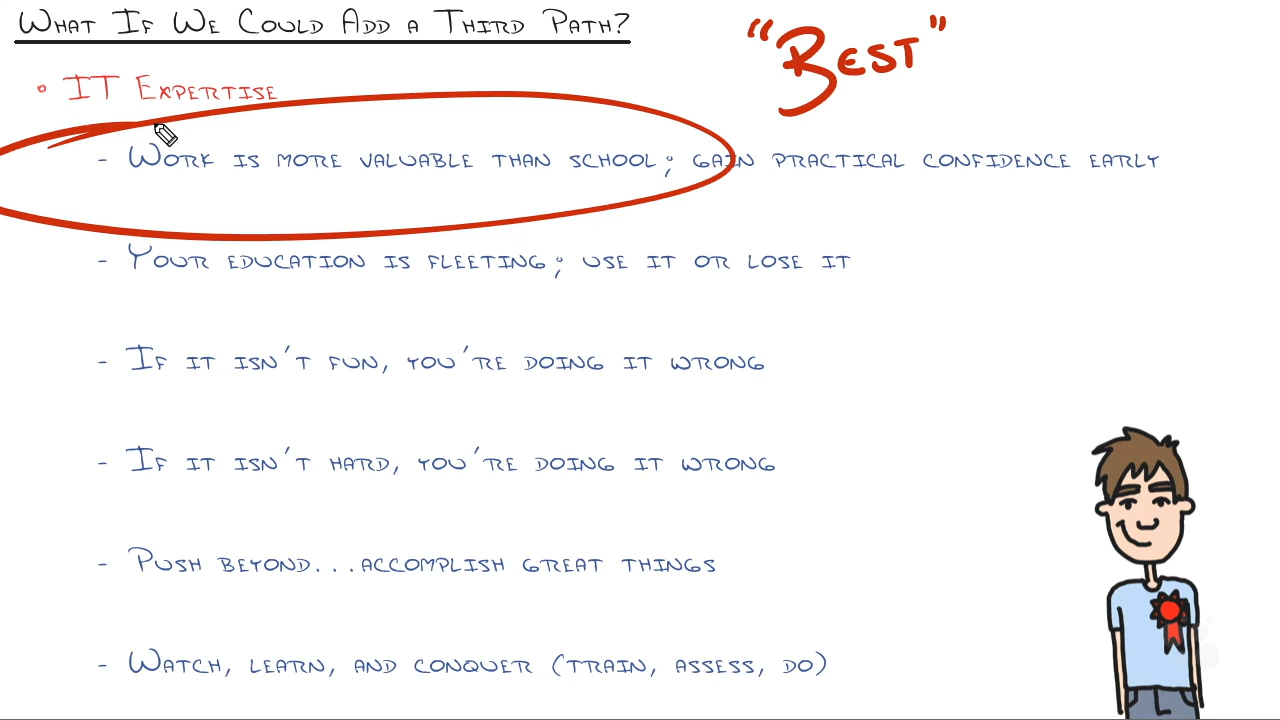 What If We Could Add a Third Path?
"Best"
• IT Expertise
- Work is more valuable than school; gain practical confidence early
- Your education is fleeting; use it or lose it
- If it isn't fun, you're doing it wrong
- If it isn't hard, you're doing it wrong
- Push beyond...accomplish great things
- Watch, learn, and conquer (train, assess, do)